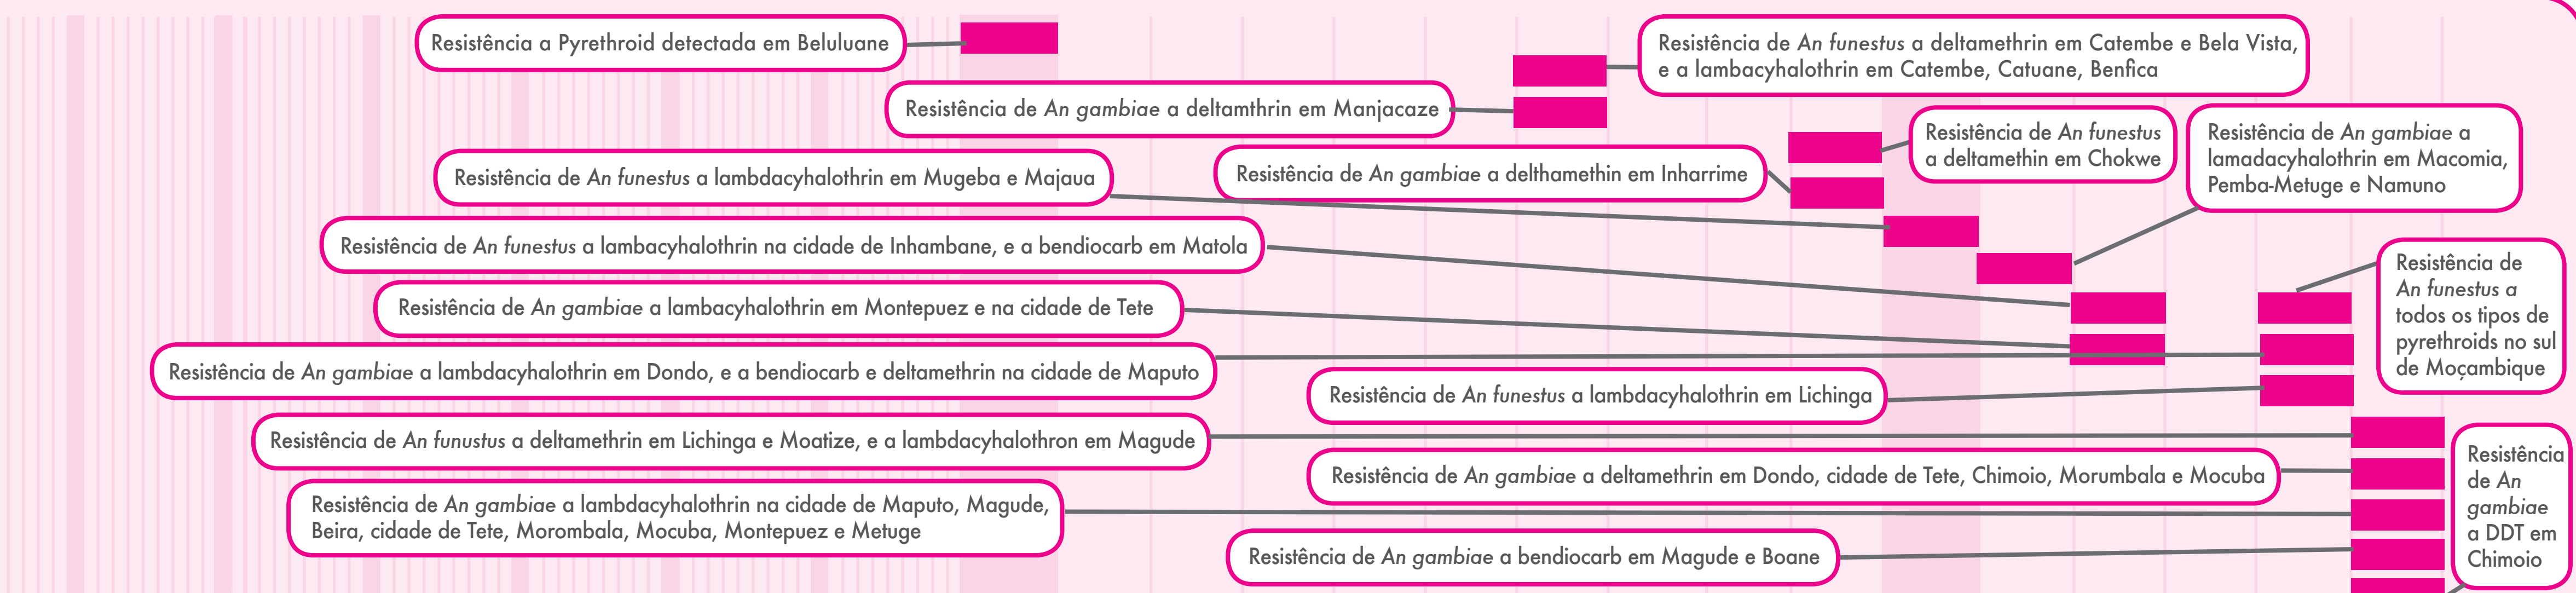 Resistência a Pyrethroid detectada em Beluluane
Resistência de An funestus a deltamethrin em Catembe e Bela Vista,
e a lambacyhalothrin em Catembe, Catuane, Benfica
Resistência de An gambiae a deltamthrin em Manjacaze
Resistência de An funestus
a deltamethin em Chokwe
Resistência de An gambiae a
lamadacyhalothrin em Macomia,
Pemba-Metuge e Namuno
Resistência de An funestus a lambdacyhalothrin em Mugeba e Majaua
Resistência de An gambiae a delthamethin em Inharrime
Resistência de An funestus a lambacyhalothrin na cidade de Inhambane, e a bendiocarb em Matola
Resistência de
An funestus a
todos os tipos de
pyrethroids no sul
de Moçambique
Resistência de An gambiae a lambacyhalothrin em Montepuez e na cidade de Tete
Resistência de An gambiae a lambdacyhalothrin em Dondo, e a bendiocarb e deltamethrin na cidade de Maputo
Resistência de An funestus a lambdacyhalothrin em Lichinga
Resistência de An funustus a deltamethrin em Lichinga e Moatize, e a lambdacyhalothron em Magude
Resistência de An gambiae a deltamethrin em Dondo, cidade de Tete, Chimoio, Morumbala e Mocuba
Resistência
de An
gambiae
a DDT em
Chimoio
Resistência de An gambiae a lambdacyhalothrin na cidade de Maputo, Magude,
Beira, cidade de Tete, Morombala, Mocuba, Montepuez e Metuge
Resistência de An gambiae a bendiocarb em Magude e Boane